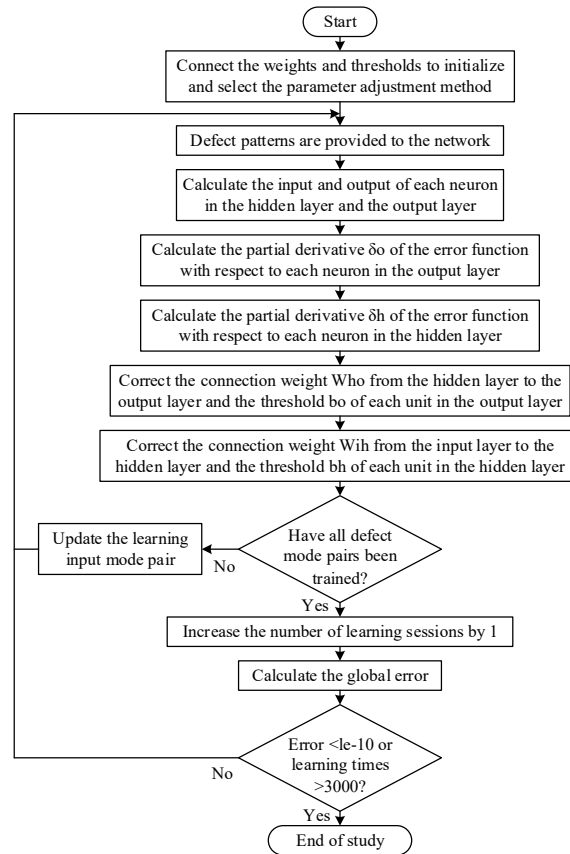 Start
Connect the weights and thresholds to initialize
and select the parameter adjustment method
Defect patterns are provided to the network
Calculate the input and output of each neuron
in the hidden layer and the output layer
Calculate the partial derivative δo of the error function
with respect to each neuron in the output layer
Calculate the partial derivative δh of the error function
with respect to each neuron in the hidden layer
Correct the connection weight Who from the hidden layer to the
output layer and the threshold bo of each unit in the output layer
Correct the connection weight Wih from the input layer to the
hidden layer and the threshold bh of each unit in the hidden layer
Update the learning
input mode pair
No
Have all defect
mode pairs been
trained?
Yes
Increase the number of learning sessions by 1
Calculate the global error
No
Error <le-10 or
learning times
>3000?
Yes
End of study